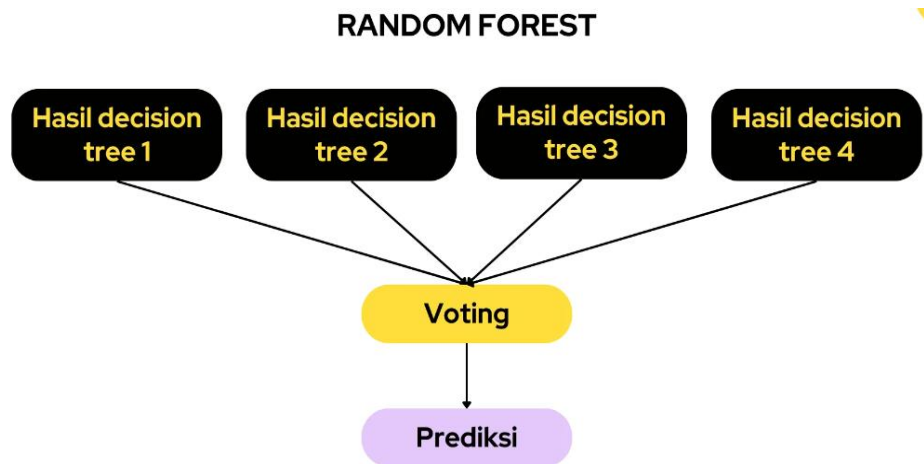 RANDOM FOREST
Hasil decision
tree 1
Hasil decision
tree 2
Hasil decision
tree 3
Hasil decision
tree 4
Voting
Prediksi